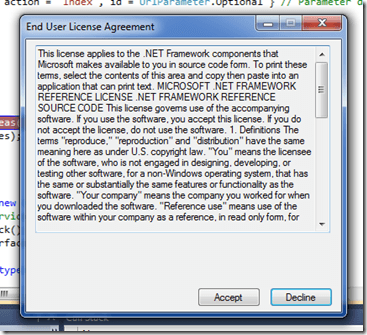 action = "Index", id = UrlParameter.Optional } // Parameter d
End User License Agreement
This license applies to the .NET Framework components that
Microsoft makes available to you in source code form. To print these
terms, select the contents of this area and copy then paste into an
application that can print text. MICROSOFT .NET FRAMEWORK
REFERENCE LICENSE .NET FRAMEWORK REFERENCE
SOURCE CODE This license governs use of the accompanying
software. If you use the software, you accept this license. If you do
not accept the license, do not use the software. 1. Definitions The
terms "reproduce," "reproduction" and "distribution" have the same
meaning here as under U.S. copyright law. "You" means the licensee
of the software, who is not engaged in designing, developing, or
testing other software, for a non-Windows operating system, that has
the same or substantially the same features or functionality as the
software. "Your company" means the company you worked for when
you downloaded the software. "Reference use" means use of the
software within your company as a reference, in read only form, for
eas
es);
new
rvic
ck()
rfac
type
Accept
Decline
Call Stack